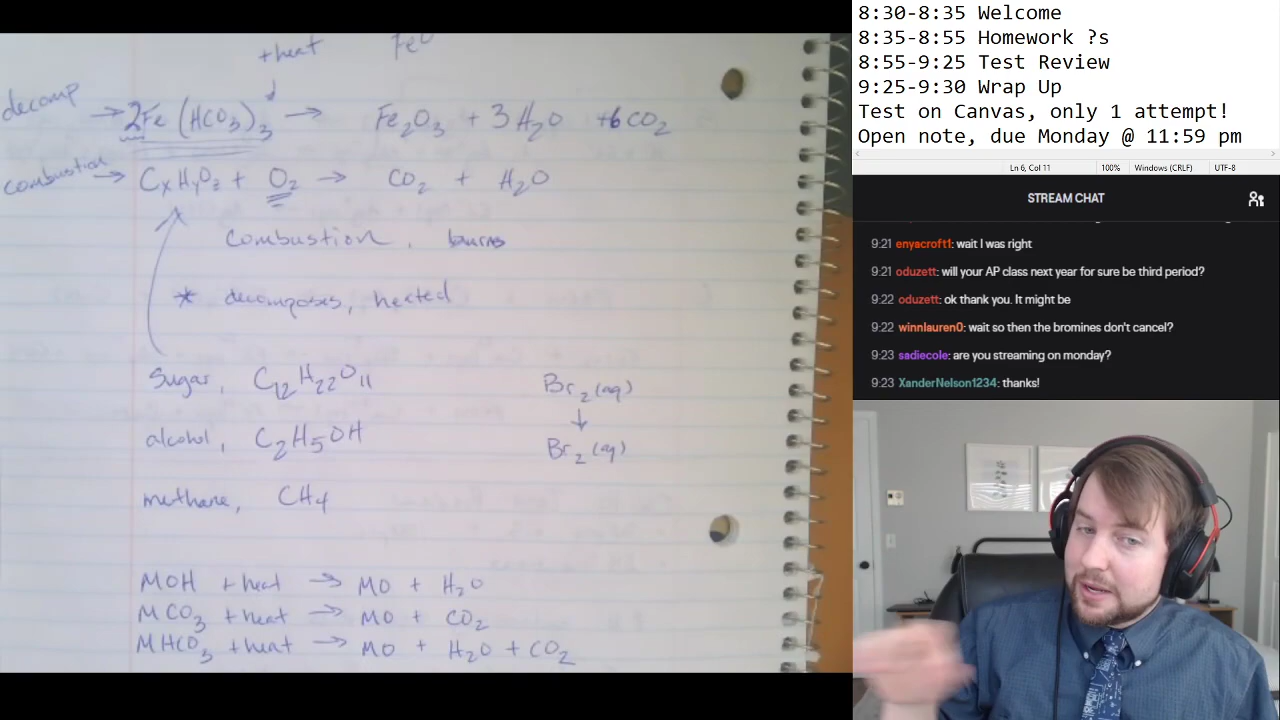 +heat FeO
decomp → 2Fe(HCO₃)₃ → Fe₂O₃ + 3H₂O + 6CO₂
combustion → CxHyOz + O₂ → CO₂ + H₂O
Combustion, burns
* decomposes, heated
Sugar, C₁₂H₂₂O₁₁
Br₂(aq)
↓
alcohol, C₂H₅OH
Br₂(aq)
methane, CH₄
MOH + heat → MO + H₂O
MCO₃ + heat → MO + CO₂
MHCO₃ + heat → MO + H₂O + CO₂
8:30-8:35 Welcome
8:35-8:55 Homework ?s
8:55-9:25 Test Review
9:25-9:30 Wrap Up
Test on Canvas, only 1 attempt!
Open note, due Monday @ 11:59 pm
Ln 6, Col 11 100% Windows (CRLF) UTF-8
STREAM CHAT
9:21 enyacroft1: wait I was right
9:21 oduzett: will your AP class next year for sure be third period?
9:22 oduzett: ok thank you. It might be
9:22 winnlauren0: wait so then the bromines don't cancel?
9:23 sadiecole: are you streaming on monday?
9:23 XanderNelson1234: thanks!